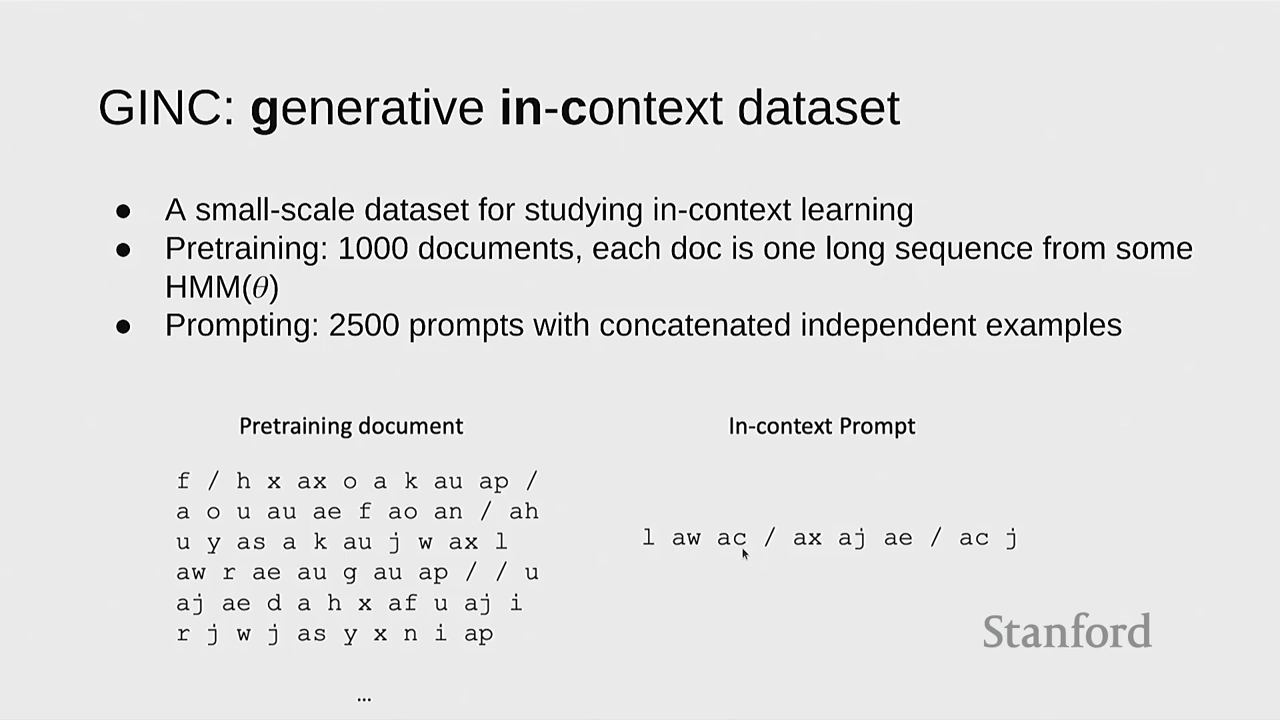 GINC: generative in-context dataset
● A small-scale dataset for studying in-context learning
● Pretraining: 1000 documents, each doc is one long sequence from some
HMM(θ)
● Prompting: 2500 prompts with concatenated independent examples
Pretraining document
f / h x ax o a k au ap /
a o u au ae f ao an / ah
u y as a k au j w ax l
aw r ae au g au ap / / u
aj ae d a h x af u aj i
r j w j as y x n i ap
...
In-context Prompt
l aw ac / ax aj ae / ac j
Stanford